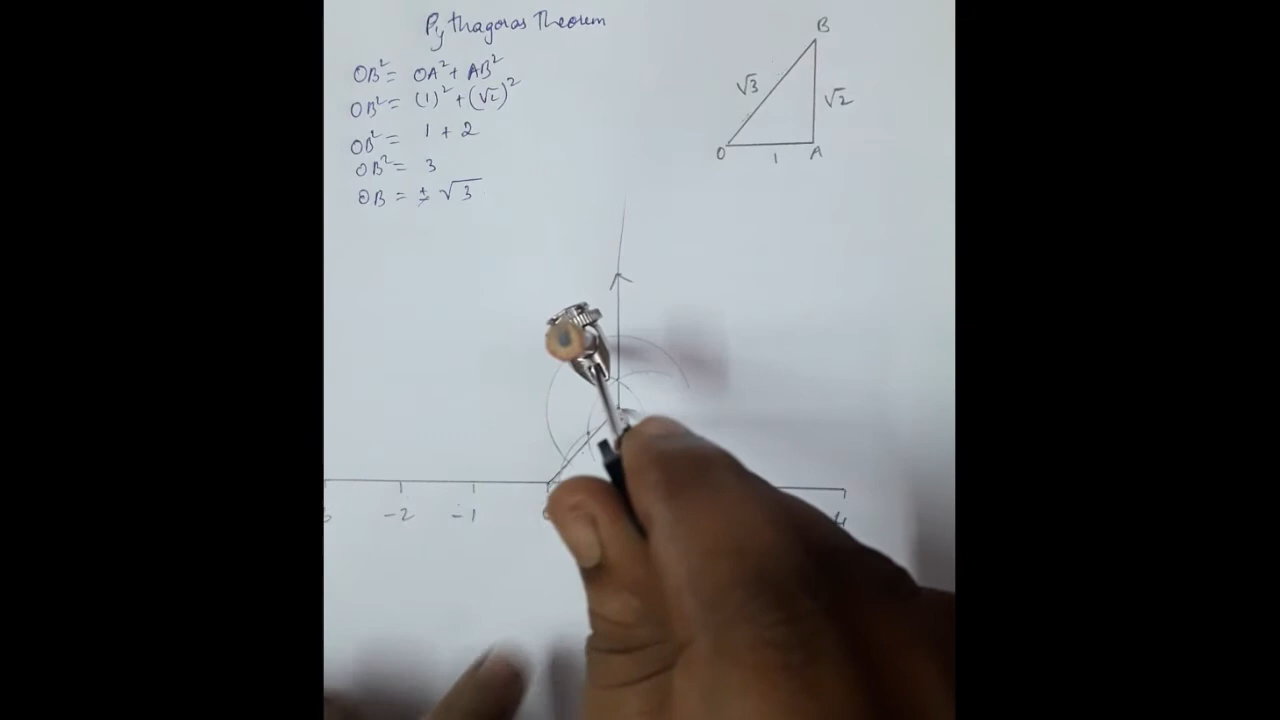 Pythagoras Theorem
OB² = OA² + AB²
OB² = (1)² + (√2)²
OB² = 1 + 2
OB² = 3
OB = ± √3
B
√3
√2
O
1
A
-2
-1